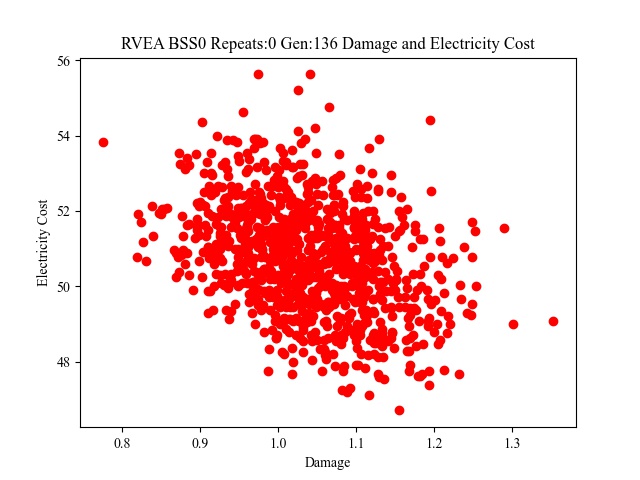 RVEA BSS0 Repeats:0 Gen:136 Damage and Electricity Cost
56
54
52
50
48
Electricity Cost
0.8 0.9 1.0 1.1 1.2 1.3
Damage